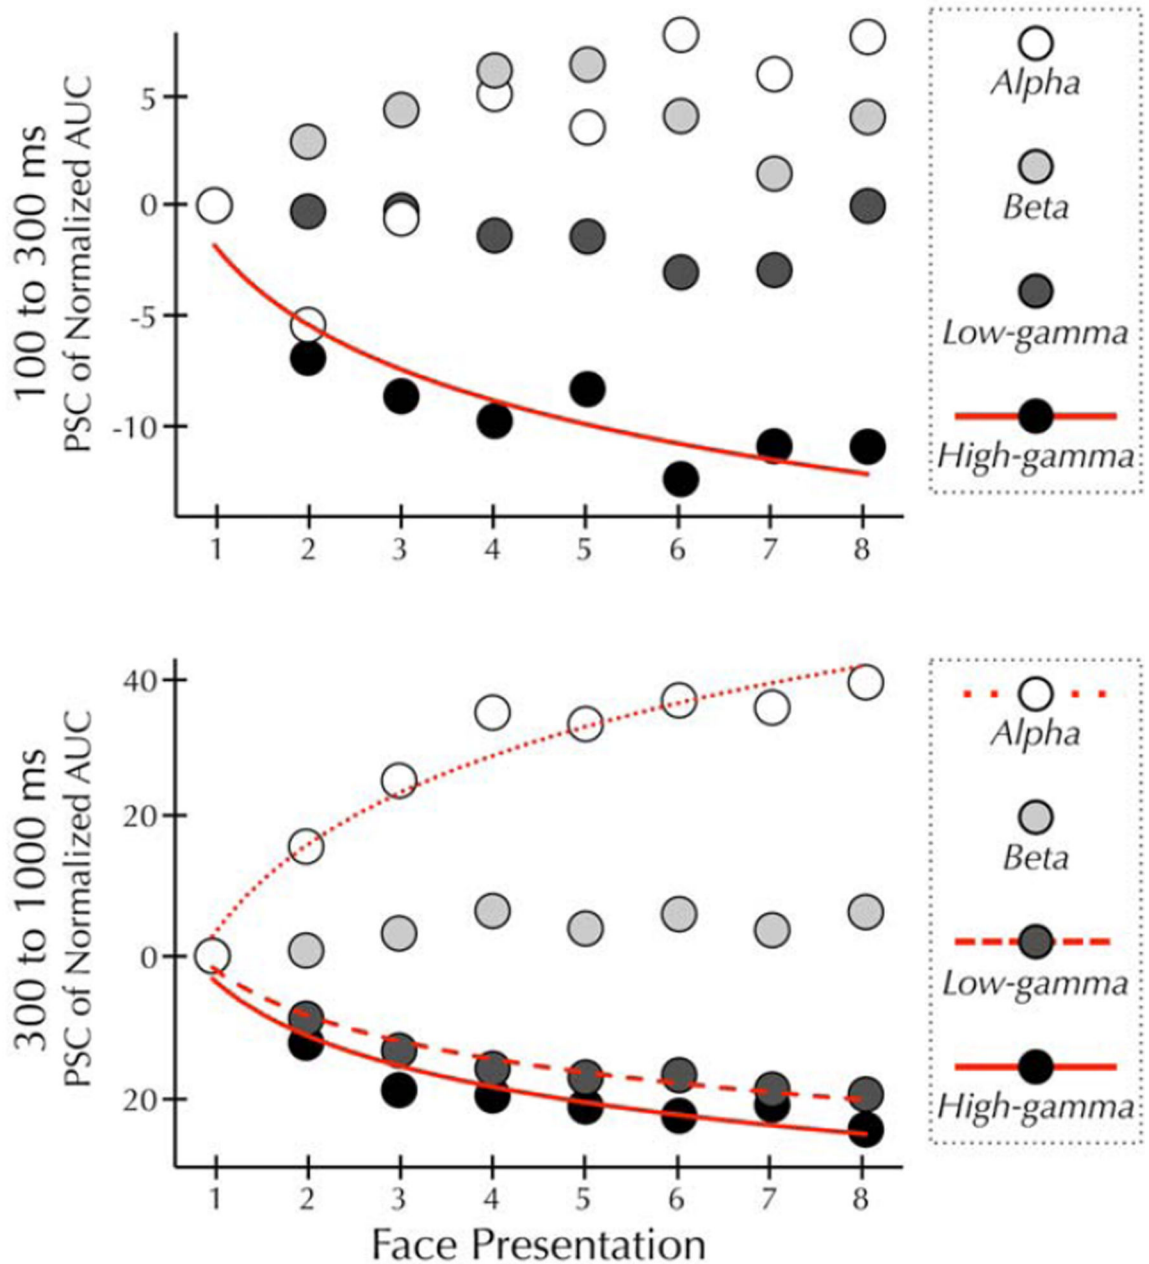 100 to 300 ms
PSC of Normalized AUC
5
0
-5
-10
1 2 3 4 5 6 7 8
Alpha
Beta
Low-gamma
High-gamma
300 to 1000 ms
PSC of Normalized AUC
40
20
0
20
1 2 3 4 5 6 7 8
Face Presentation
Alpha
Beta
Low-gamma
High-gamma